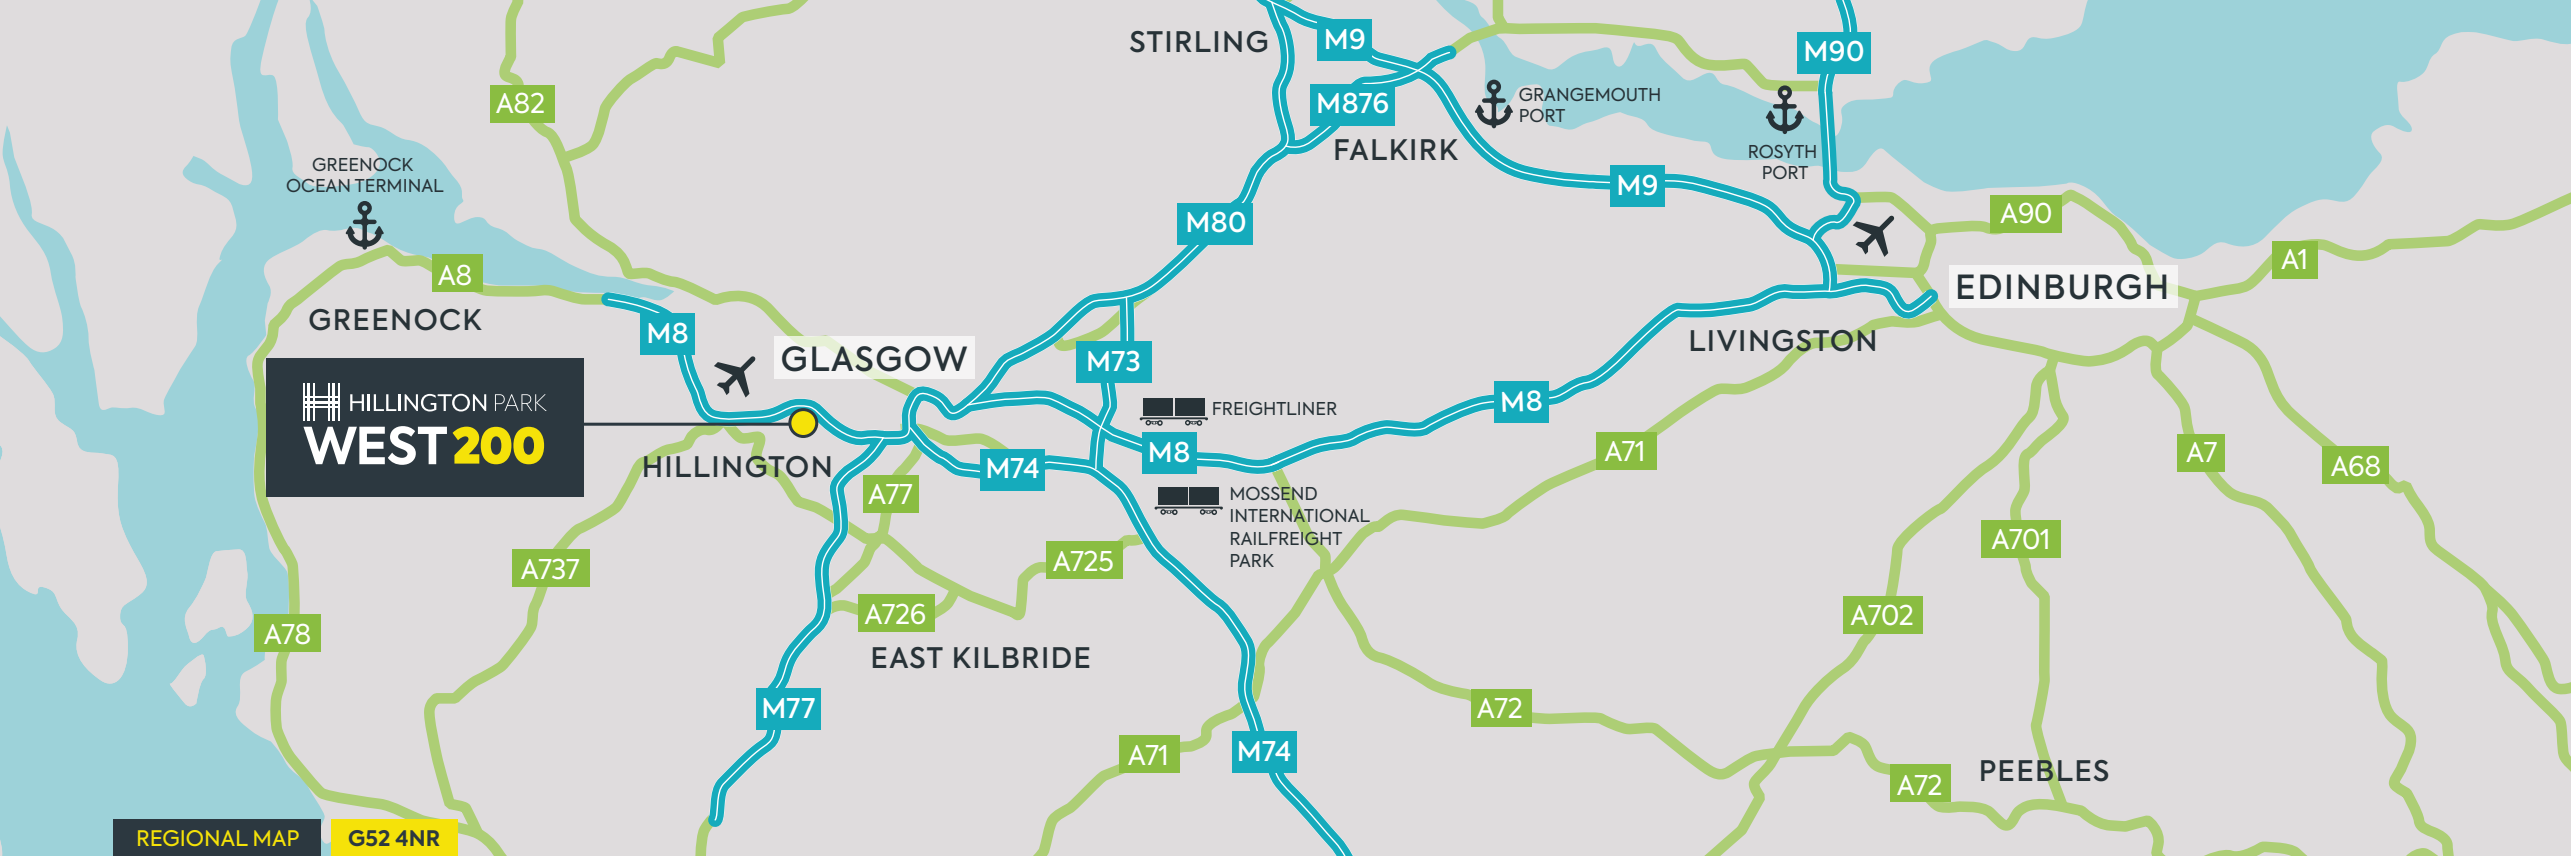 STIRLING
M9
M90
A82
M876
GRANGEMOUTH
PORT
FALKIRK
ROSYTH
PORT
GREENOCK
OCEAN TERMINAL
M9
M80
A90
A8
A1
EDINBURGH
GREENOCK
M8
LIVINGSTON
GLASGOW
M73
HILLINGTON PARK
WEST 200
FREIGHTLINER
M8
M8
A71
A7
A68
HILLINGTON
M74
A77
MOSSEND
INTERNATIONAL
RAILFREIGHT
PARK
A701
A737
A725
A726
A702
A78
EAST KILBRIDE
M77
A72
A71
M74
PEEBLES
A72
REGIONAL MAP
G52 4NR